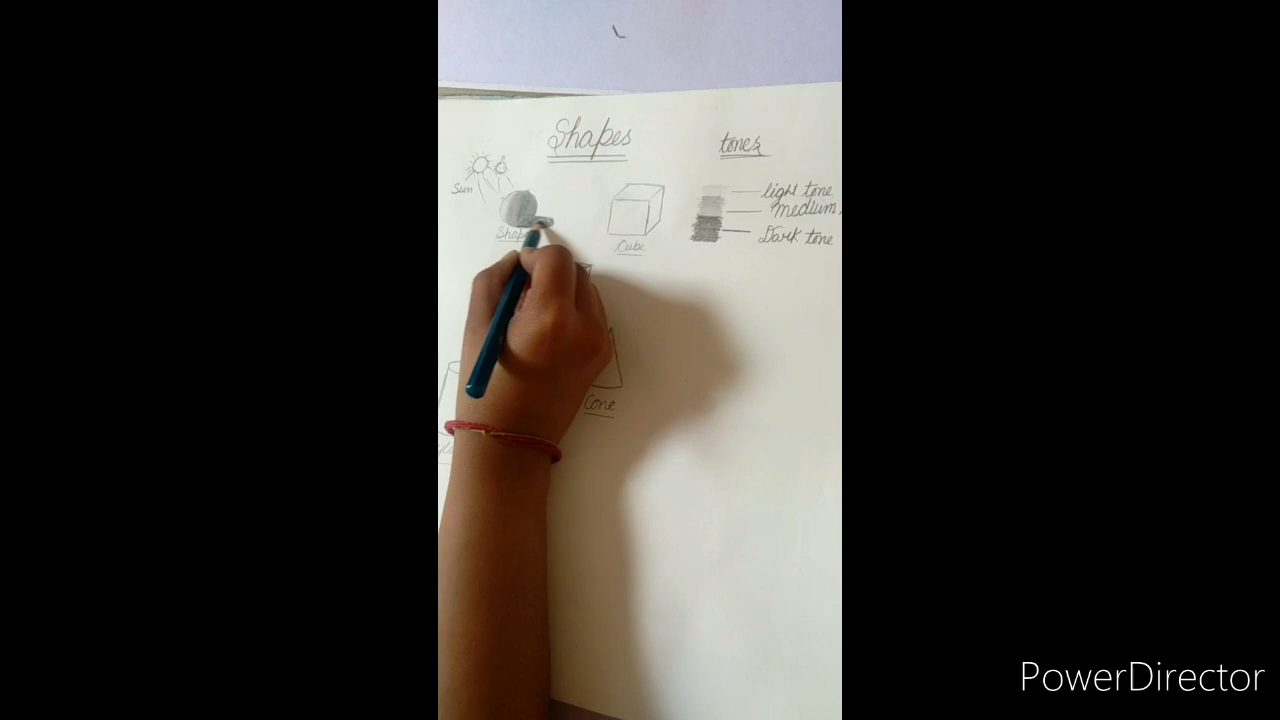 Shapes
tones
Sun
light tone
medium
Dark tone
Cube
Cone
PowerDirector